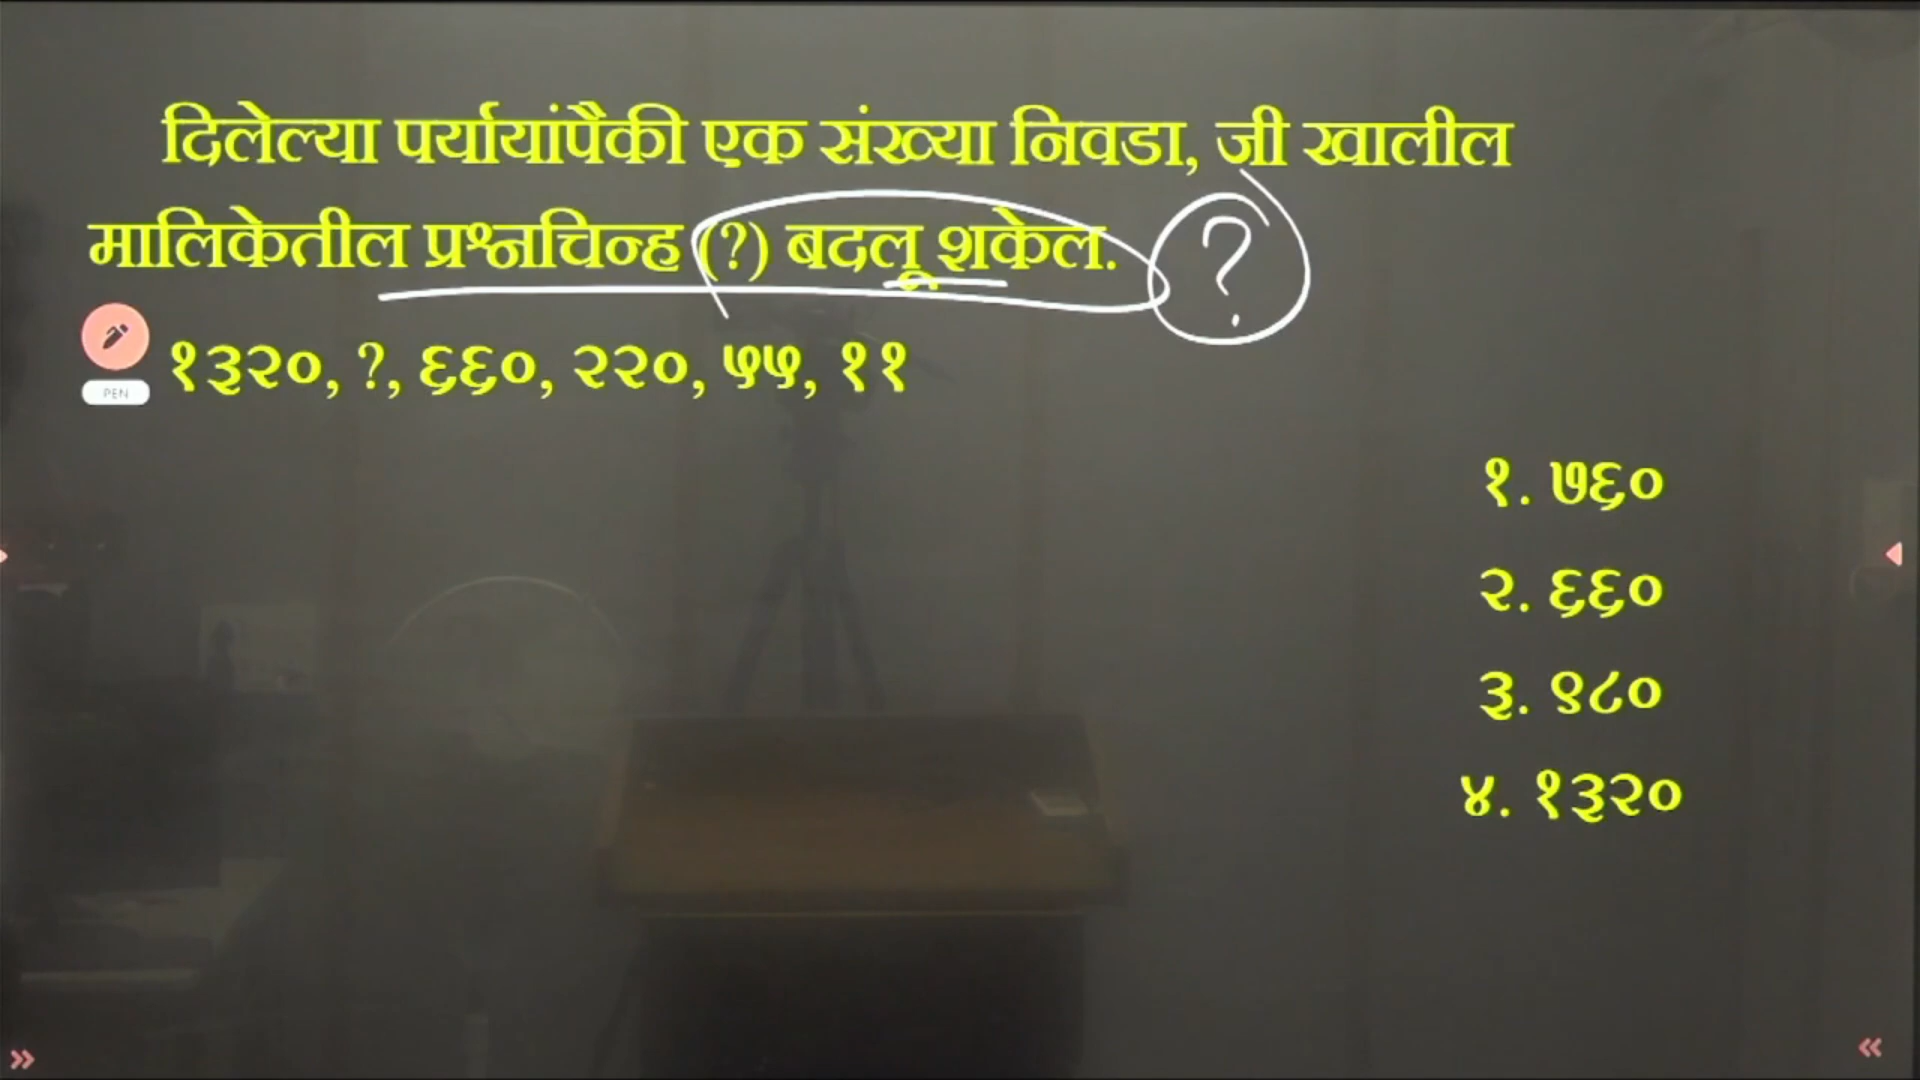 दिलेल्या पर्यायांपैकी एक संख्या निवडा, जी खालील
मालिकेतील प्रश्नचिन्ह (?) बदलू शकेल. ?
PEN
१३२०, ?, ६६०, २२०, ५५, ११
१. ७६०
२. ६६०
३. ९८०
४. १३२०